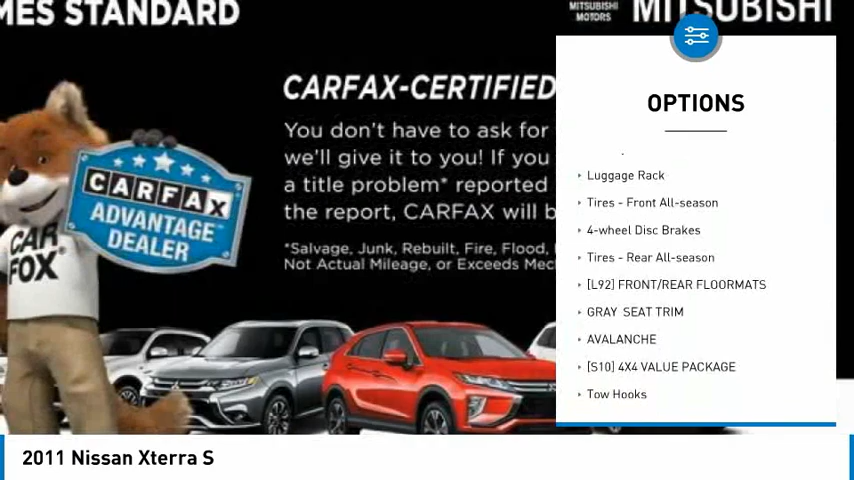 MES STANDARD
MITSUBISHI
MOTORS
MITSUBISHI
CARFAX-CERTIFIED
You don't have to ask for
we'll give it to you! If you
a title problem* reported
the report, CARFAX will b
*Salvage, Junk, Rebuilt, Fire, Flood,
Not Actual Mileage, or Exceeds Mec
CARFAX
ADVANTAGE™
DEALER
CAR
FOX®
OPTIONS
Luggage Rack
Tires - Front All-season
4-wheel Disc Brakes
Tires - Rear All-season
[L92] FRONT/REAR FLOORMATS
GRAY SEAT TRIM
AVALANCHE
[S10] 4X4 VALUE PACKAGE
Tow Hooks
2011 Nissan Xterra S